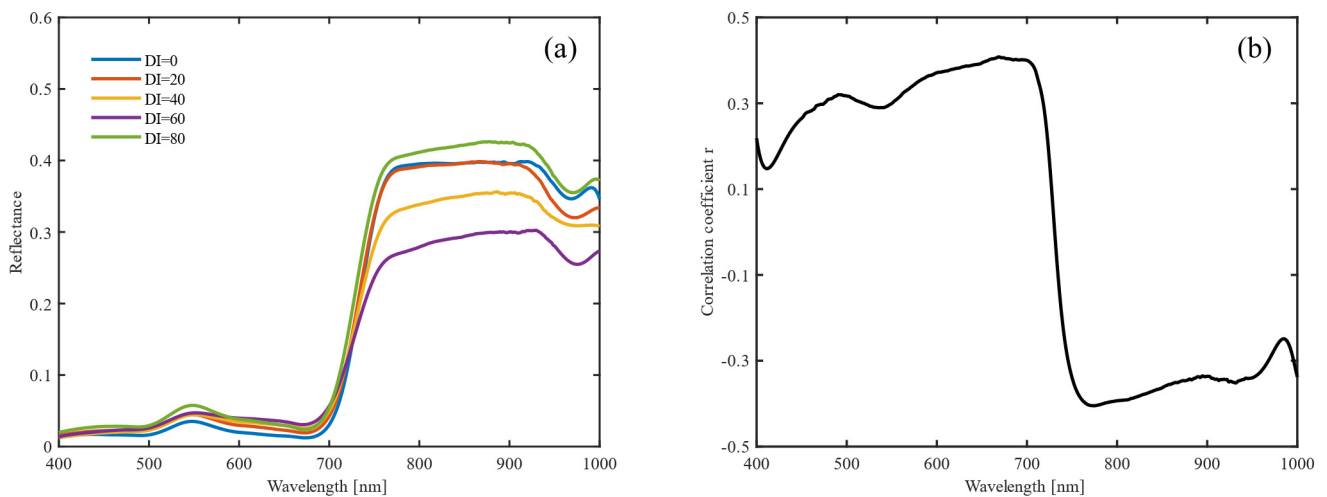 (a)
DI=0
DI=20
DI=40
DI=60
DI=80
0.6
0.5
0.4
0.3
0.2
0.1
0
Reflectance
400 500 600 700 800 900 1000
Wavelength [nm]
(b)
0.5
0.3
0.1
-0.1
-0.3
-0.5
Correlation coefficient r
400 500 600 700 800 900 1000
Wavelength [nm]